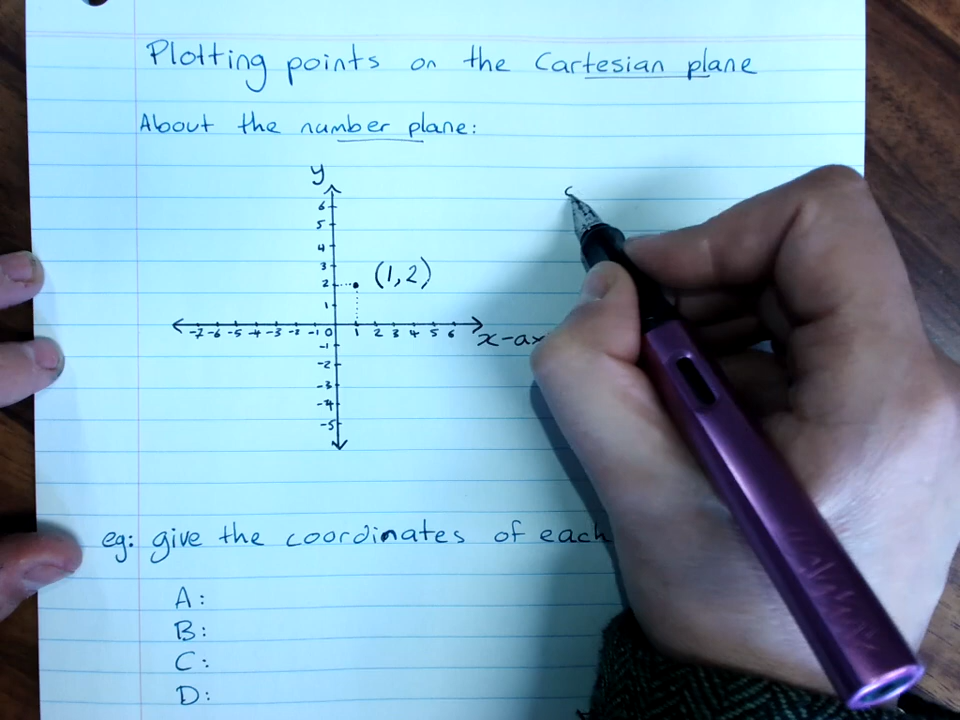 Plotting points on the Cartesian plane
About the number plane:
y
6
5
4
3
2 (1,2)
1
-7 -6 -5 -4 -3 -2 -1 0 1 2 3 4 5 6 x-ax
-1
-2
-3
-4
-5
eg: give the coordinates of each
A:
B:
C:
D: